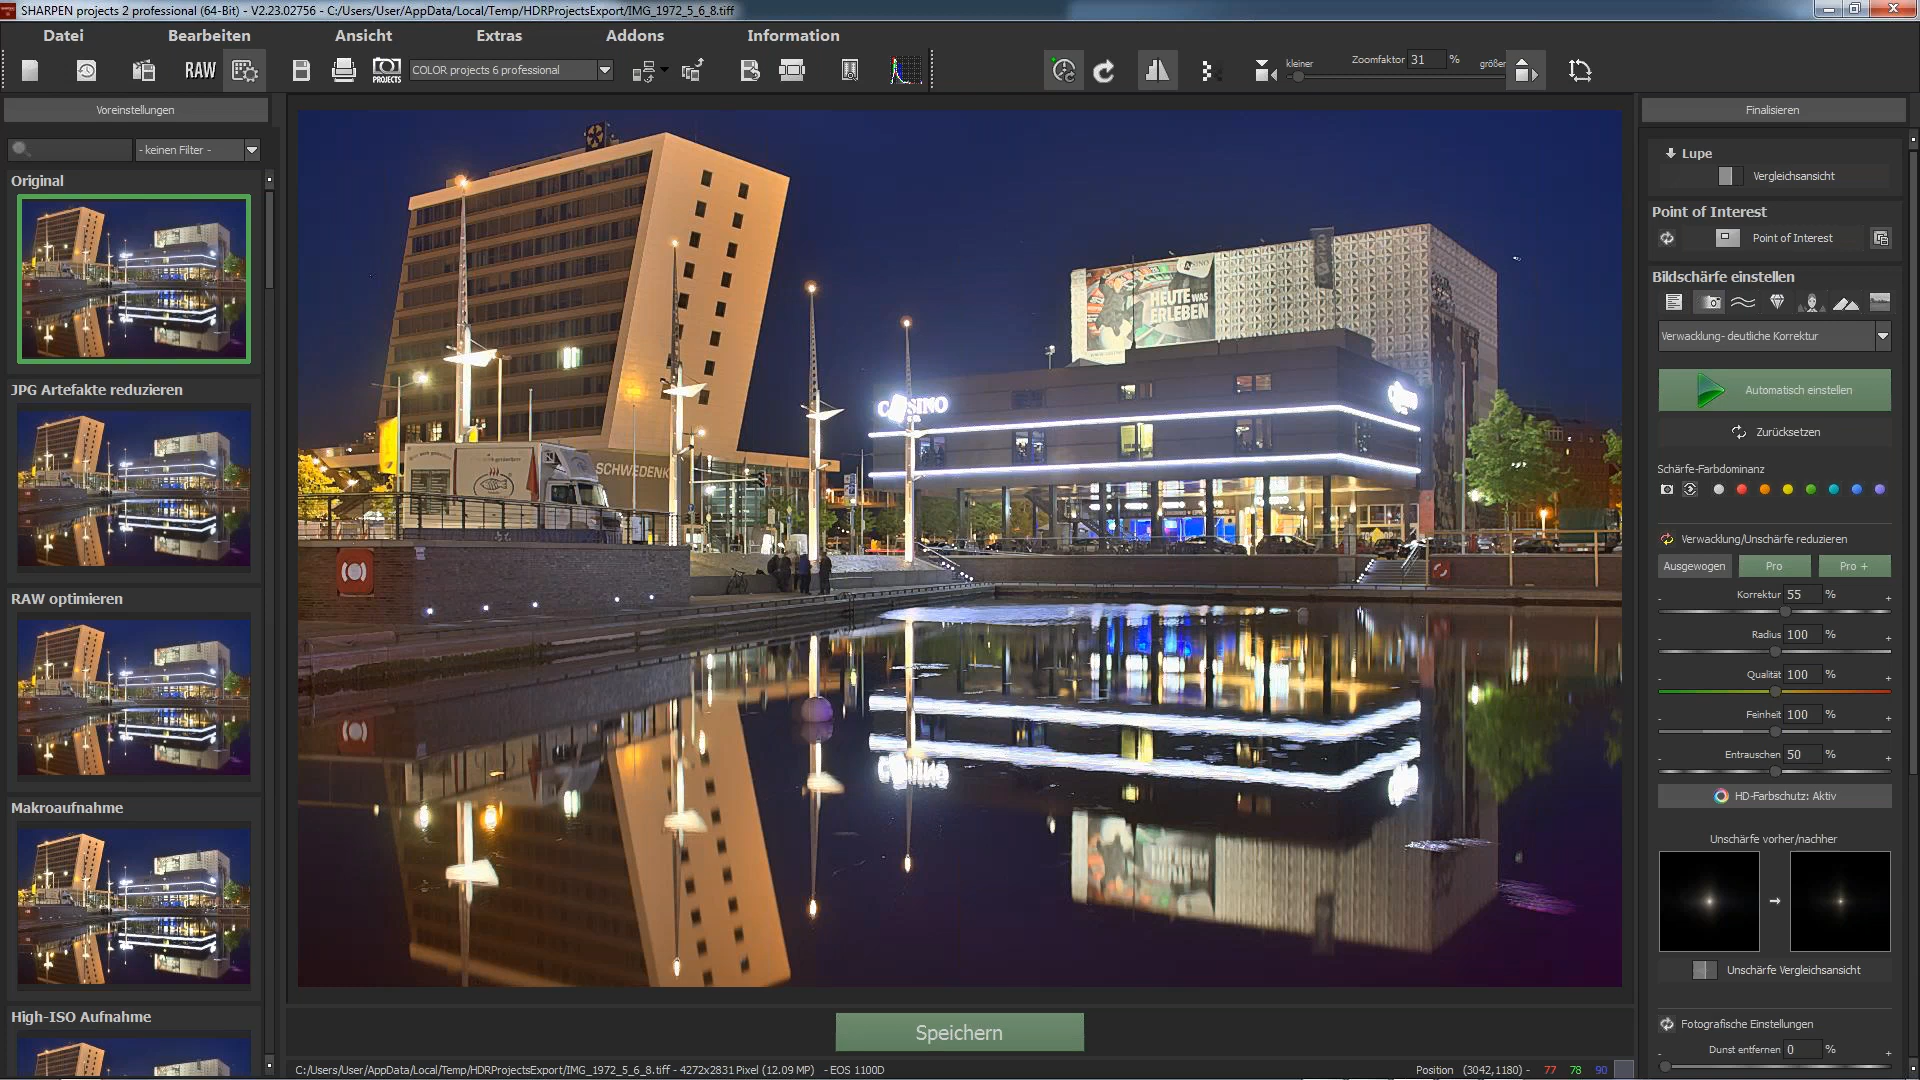 SHARPEN projects 2 professional (64-Bit) - V2.23.02756 - C:/Users/User/AppData/Local/Temp/HDRProjectsExport/IMG_1972_5_6_8.tiff
Datei Bearbeiten Ansicht Extras Addons Information
RAW PROJECTS COLOR projects 6 professional kleiner Zoomfaktor 31 % größer
Voreinstellungen
Finalisieren
- keinen Filter -
Original
JPG Artefakte reduzieren
RAW optimieren
Makroaufnahme
High-ISO Aufnahme
HEUTE WAS
ERLEBEN
CASINO
SCHWEDENK
Speichern
C:/Users/User/AppData/Local/Temp/HDRProjectsExport/IMG_1972_5_6_8.tiff - 4272x2831 Pixel (12.09 MP) - EOS 1100D
Position (3042,1180) - 77 78 90
Lupe
Vergleichsansicht
Point of Interest
Point of Interest
Bildschärfe einstellen
Verwacklung- deutliche Korrektur
Automatisch einstellen
Zurücksetzen
Schärfe-Farbdominanz
Verwacklung/Unschärfe reduzieren
Ausgewogen Pro Pro +
- Korrektur 55 % +
- Radius 100 % +
- Qualität 100 % +
- Feinheit 100 % +
- Entrauschen 50 % +
HD-Farbschutz: Aktiv
Unschärfe vorher/nachher
Unschärfe Vergleichsansicht
Fotografische Einstellungen
- Dunst entfernen 0 % +